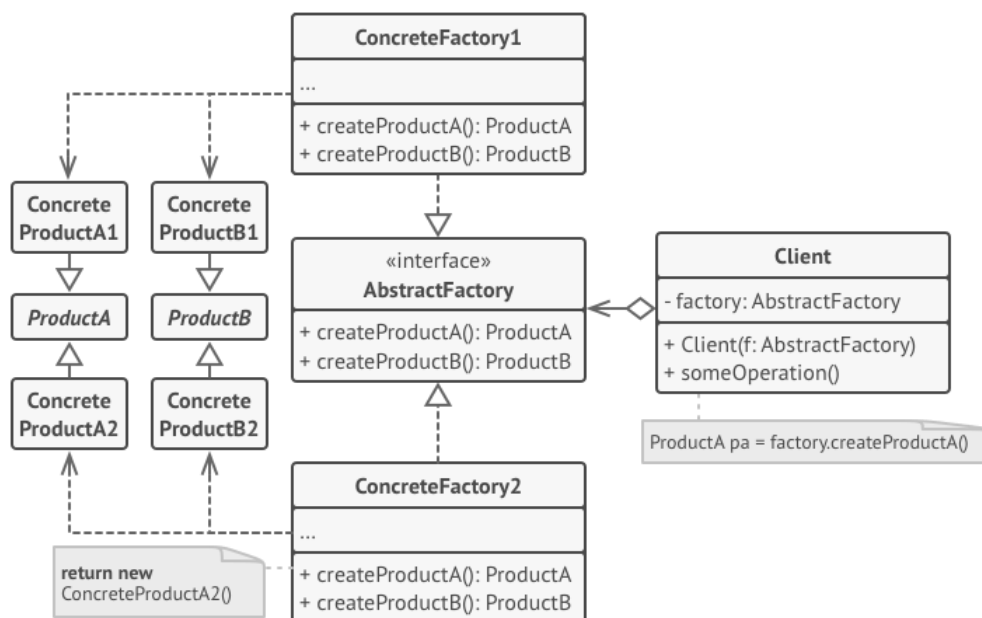 ConcreteFactory1
...
+ createProductA(): ProductA
+ createProductB(): ProductB
Concrete
ProductA1
Concrete
ProductB1
«interface»
AbstractFactory
+ createProductA(): ProductA
+ createProductB(): ProductB
Client
- factory: AbstractFactory
+ Client(f: AbstractFactory)
+ someOperation()
ProductA
ProductB
Concrete
ProductA2
Concrete
ProductB2
ProductA pa = factory.createProductA()
ConcreteFactory2
...
+ createProductA(): ProductA
+ createProductB(): ProductB
return new
ConcreteProductA2()